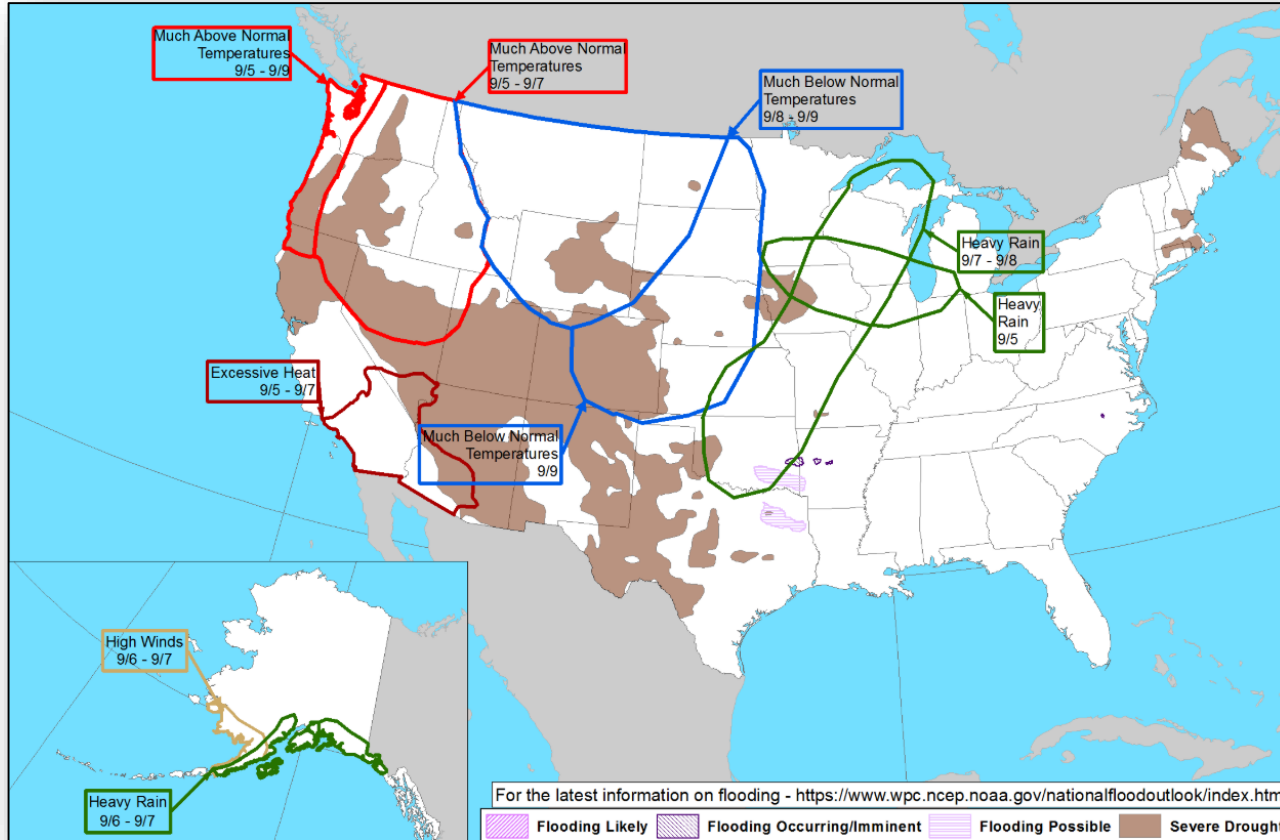 Much Above Normal
Temperatures
9/5 - 9/9
Much Above Normal
Temperatures
9/5 - 9/7
Much Below Normal
Temperatures
9/8 - 9/9
Heavy Rain
9/7 - 9/8
Heavy
Rain
9/5
Excessive Heat
9/5 - 9/7
Much Below Normal
Temperatures
9/9
High Winds
9/6 - 9/7
Heavy Rain
9/6 - 9/7
For the latest information on flooding - https://www.wpc.ncep.noaa.gov/nationalfloodoutlook/index.htm
Flooding Likely Flooding Occurring/Imminent Flooding Possible Severe Drough